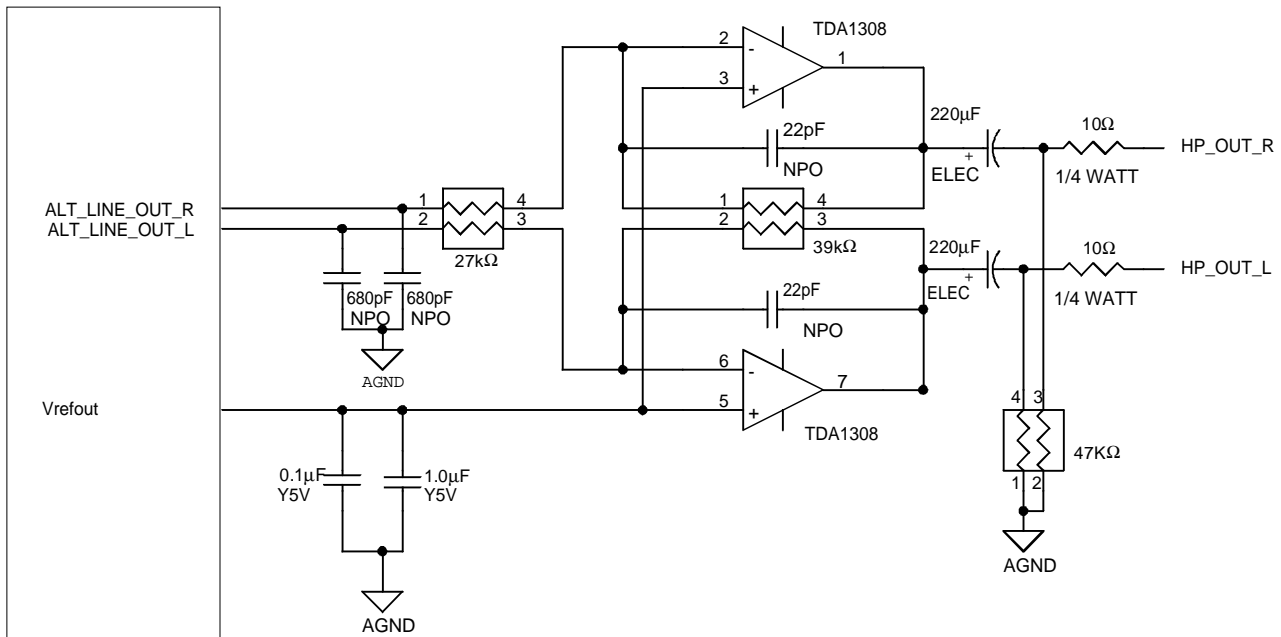 TDA1308
2
-
1
3
+
220µF
10Ω
22pF
HP_OUT_R
+
NPO
ELEC
1/4 WATT
1
4
1
4
ALT_LINE_OUT_R
2
3
2
3
ALT_LINE_OUT_L
27kΩ
39kΩ
220µF
10Ω
HP_OUT_L
+
680pF
680pF
22pF
ELEC
1/4 WATT
NPO
NPO
NPO
AGND
6
-
7
Vrefout
5
+
4
3
TDA1308
47KΩ
0.1µF
1.0µF
Y5V
Y5V
1
2
AGND
AGND